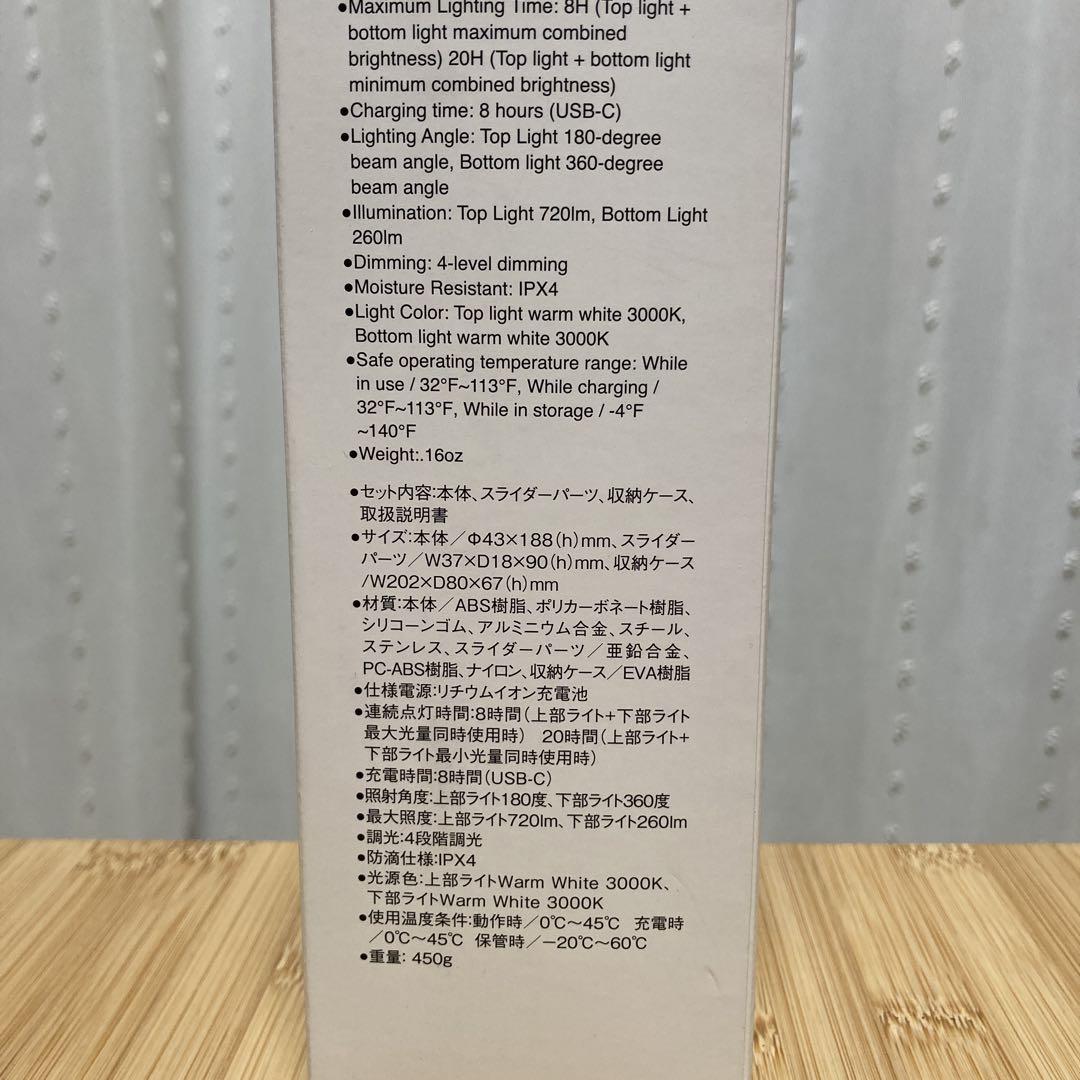 ●Maximum Lighting Time: 8H (Top light +
bottom light maximum combined
brightness) 20H (Top light + bottom light
minimum combined brightness)
●Charging time: 8 hours (USB-C)
●Lighting Angle: Top Light 180-degree
beam angle, Bottom light 360-degree
beam angle
●Illumination: Top Light 720lm, Bottom Light
260lm
●Dimming: 4-level dimming
●Moisture Resistant: IPX4
●Light Color: Top light warm white 3000K,
Bottom light warm white 3000K
●Safe operating temperature range: While
in use / 32°F~113°F, While charging /
32°F~113°F, While in storage / -4°F
~140°F
●Weight:.16oz
●セット内容:本体、スライダーパーツ、収納ケース、
取扱説明書
●サイズ:本体／Φ43×188(h)mm、スライダー
パーツ／W37×D18×90(h)mm、収納ケース
/W202×D80×67(h)mm
●材質:本体／ABS樹脂、ポリカーボネート樹脂、
シリコーンゴム、アルミニウム合金、スチール、
ステンレス、スライダーパーツ／亜鉛合金、
PC-ABS樹脂、ナイロン、収納ケース／EVA樹脂
●仕様電源:リチウムイオン充電池
●連続点灯時間:8時間(上部ライト+下部ライト
最大光量同時使用時) 20時間(上部ライト+
下部ライト最小光量同時使用時)
●充電時間:8時間(USB-C)
●照射角度:上部ライト180度、下部ライト360度
●最大照度:上部ライト720lm、下部ライト260lm
●調光:4段階調光
●防滴仕様:IPX4
●光源色:上部ライトWarm White 3000K、
下部ライトWarm White 3000K
●使用温度条件:動作時／0℃〜45℃ 充電時
／0℃〜45℃ 保管時／−20℃〜60℃
●重量: 450g